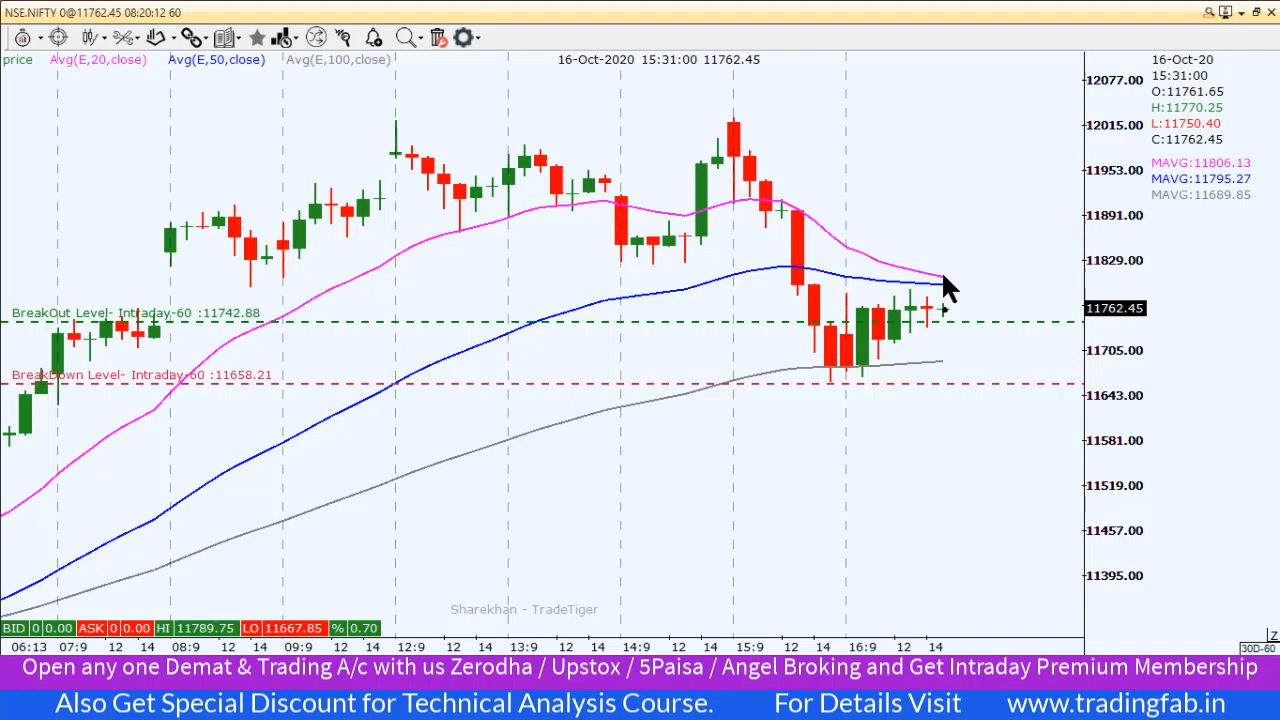 NSE.NIFTY 0@11762.45 08:20:12 60
price Avg(E,20,close) Avg(E,50,close) Avg(E,100,close) 16-Oct-2020 15:31:00 11762.45
16-Oct-20
15:31:00
O:11761.65
H:11770.25
L:11750.40
C:11762.45
MAVG:11806.13
MAVG:11795.27
MAVG:11689.85
12077.00
12015.00
11953.00
11891.00
11829.00
11762.45
11705.00
11643.00
11581.00
11519.00
11457.00
11395.00
BreakOut Level- Intraday-60 :11742.88
BreakDown Level- Intraday-60 :11658.21
Sharekhan - TradeTiger
BID 0 0.00 ASK 0 0.00 HI 11789.75 LO 11667.85 % 0.70
Z
06:13 07:9 12 14 08:9 12 14 09:9 12 14 12:9 12 14 13:9 12 14 14:9 12 14 15:9 12 14 16:9 12 14 30D-60
Open any one Demat & Trading A/c with us Zerodha / Upstox / 5Paisa / Angel Broking and Get Intraday Premium Membership
Also Get Special Discount for Technical Analysis Course. For Details Visit www.tradingfab.in